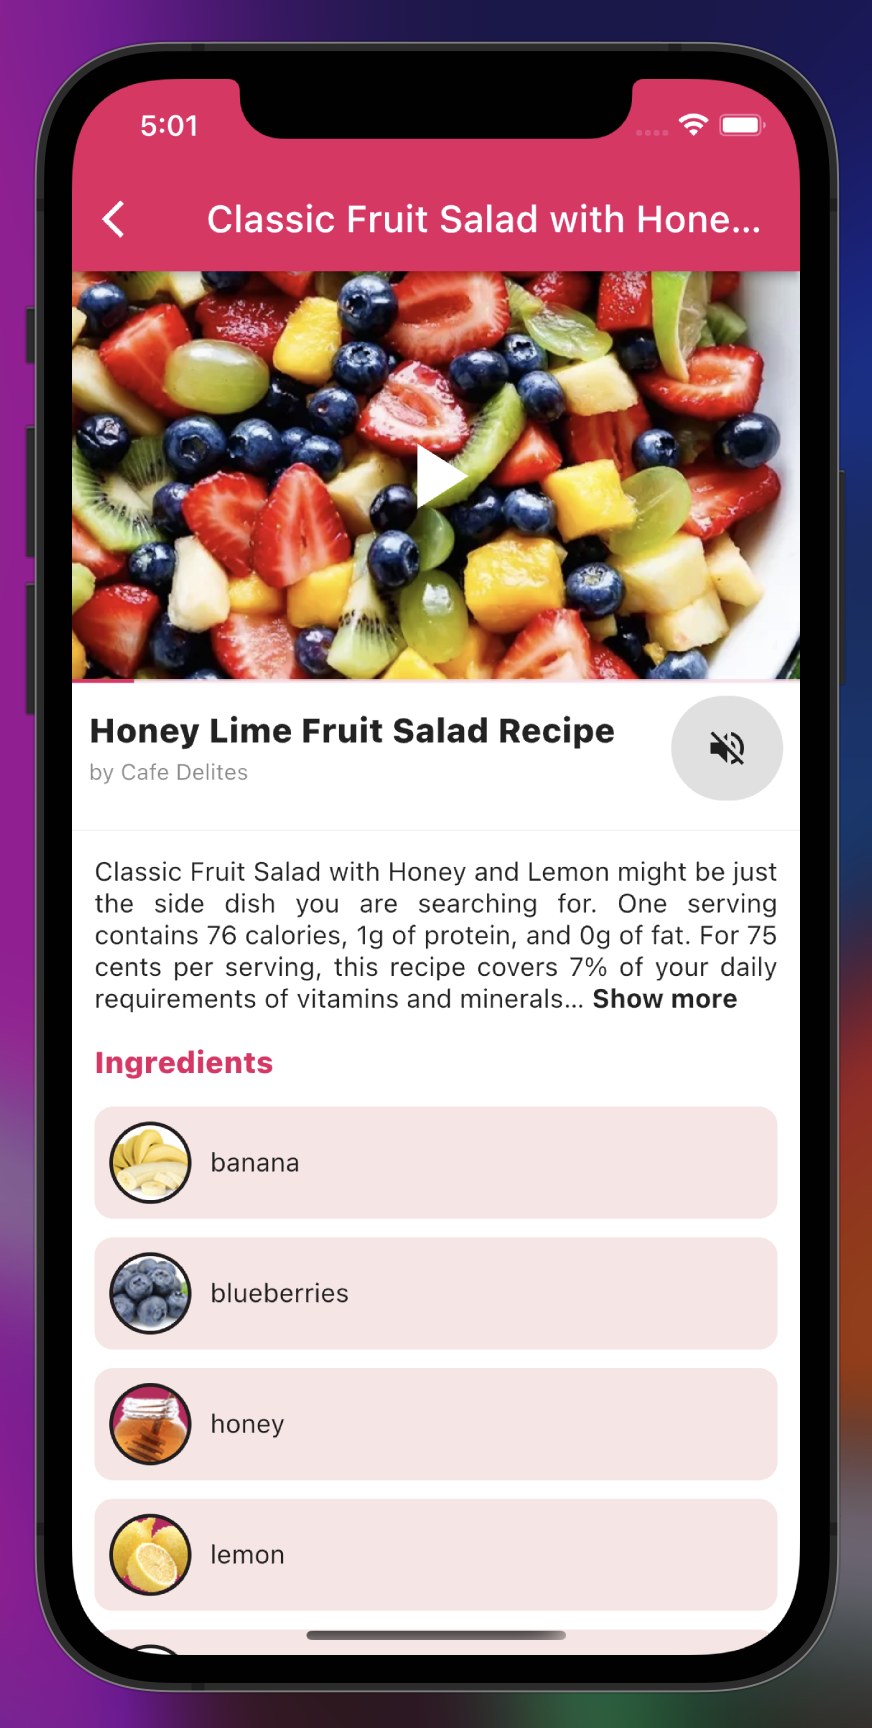 5:01
Classic Fruit Salad with Hone...
Honey Lime Fruit Salad Recipe
by Cafe Delites
Classic Fruit Salad with Honey and Lemon might be just
the side dish you are searching for. One serving
contains 76 calories, 1g of protein, and 0g of fat. For 75
cents per serving, this recipe covers 7% of your daily
requirements of vitamins and minerals... Show more
Ingredients
banana
blueberries
honey
lemon